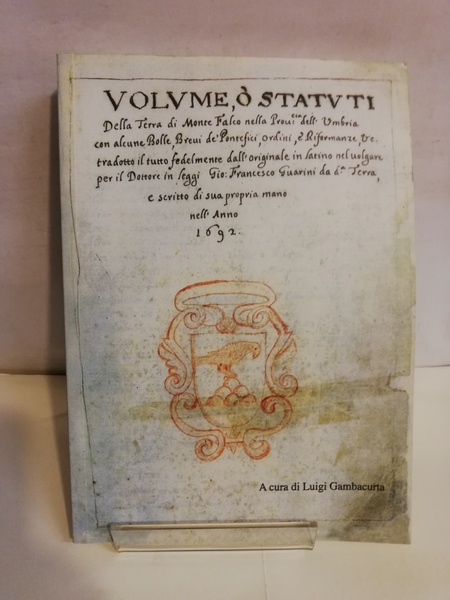 VOLVME, ò STATVTI
Della Terra di Monte Falco nella Prou.cia dell' Vmbria
con alcune Bolle, Breui de' Pontefici, ordini, è Riformanze, &c.
tradotto il tutto fedelmente dall' originale in latino nel uolgare
per il Dottore in leggi Gio: Francesco Guarini da d.a Terra,
e scritto di sua propria mano
nell' Anno
1692.
A cura di Luigi Gambacurta